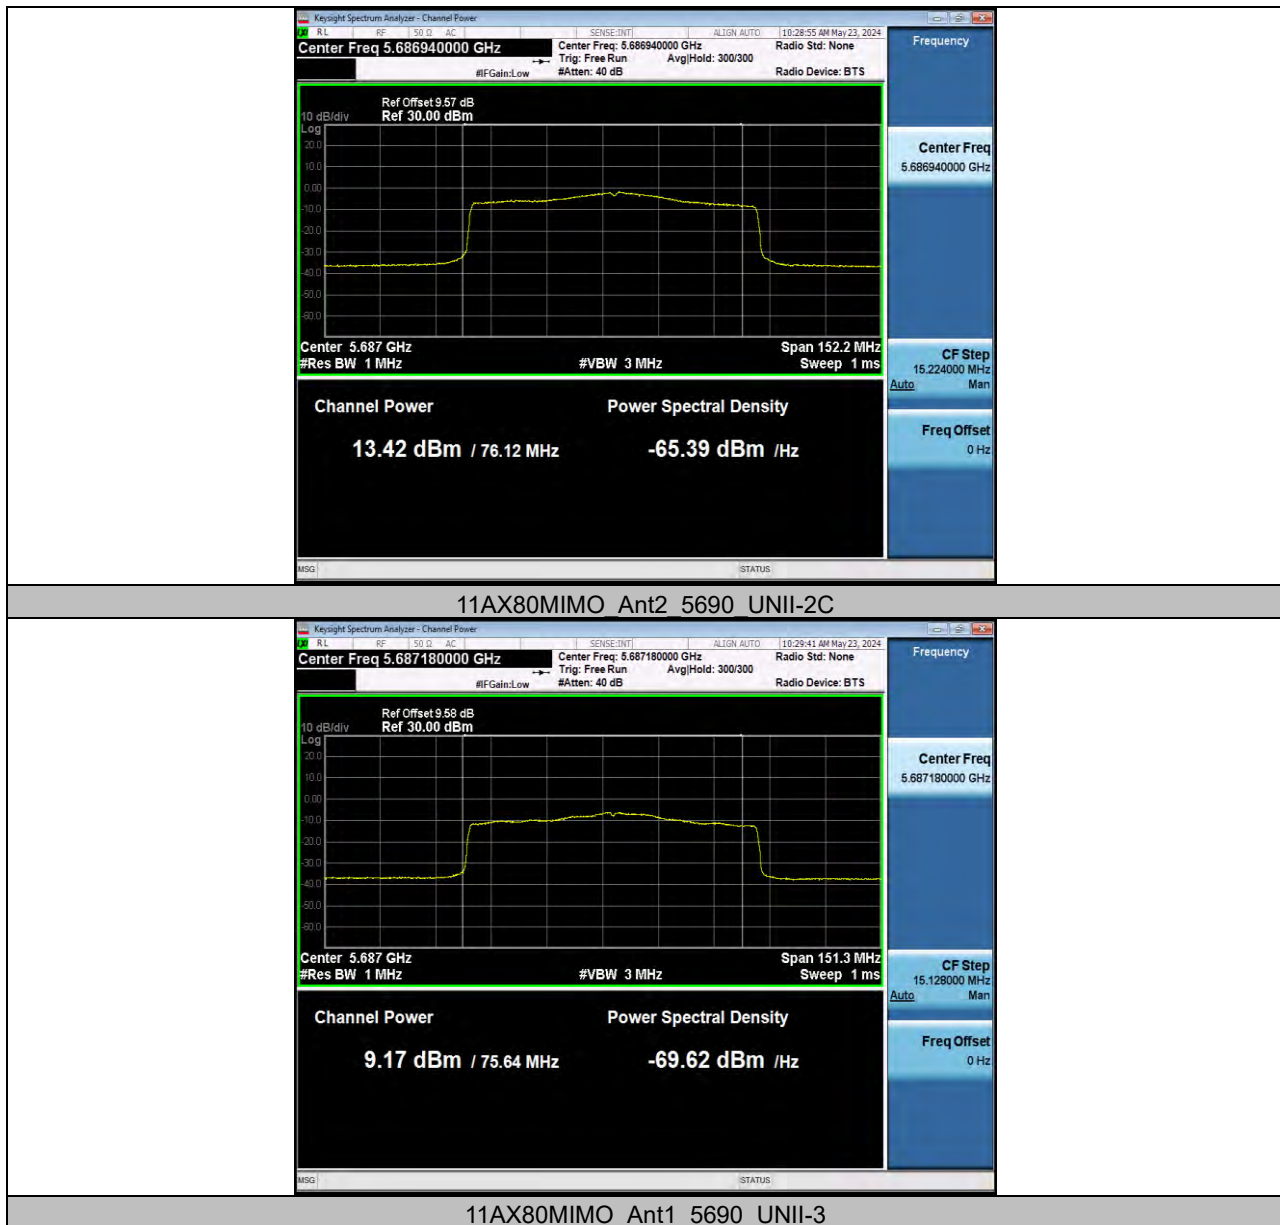 Keysight Spectrum Analyzer - Channel Power
RL RF 50 Ω AC SENSE:INT ALIGN AUTO 10:28:55 AM May 23, 2024
Center Freq 5.686940000 GHz
Center Freq: 5.686940000 GHz Radio Std: None
Trig: Free Run Avg|Hold: 300/300
#IFGain:Low #Atten: 40 dB Radio Device: BTS
Frequency
Ref Offset 9.57 dB
10 dB/div Ref 30.00 dBm
Log
20.0
10.0
0.00
-10.0
-20.0
-30.0
-40.0
-50.0
-60.0
Center Freq
5.686940000 GHz
Center 5.687 GHz Span 152.2 MHz
#Res BW 1 MHz #VBW 3 MHz Sweep 1 ms
CF Step
15.224000 MHz
Auto Man
Channel Power Power Spectral Density
13.42 dBm / 76.12 MHz -65.39 dBm /Hz
Freq Offset
0 Hz
MSG STATUS
11AX80MIMO_Ant2_5690_UNII-2C
Keysight Spectrum Analyzer - Channel Power
RL RF 50 Ω AC SENSE:INT ALIGN AUTO 10:29:41 AM May 23, 2024
Center Freq 5.687180000 GHz
Center Freq: 5.687180000 GHz Radio Std: None
Trig: Free Run Avg|Hold: 300/300
#IFGain:Low #Atten: 40 dB Radio Device: BTS
Frequency
Ref Offset 9.58 dB
10 dB/div Ref 30.00 dBm
Log
20.0
10.0
0.00
-10.0
-20.0
-30.0
-40.0
-50.0
-60.0
Center Freq
5.687180000 GHz
Center 5.687 GHz Span 151.3 MHz
#Res BW 1 MHz #VBW 3 MHz Sweep 1 ms
CF Step
15.128000 MHz
Auto Man
Channel Power Power Spectral Density
9.17 dBm / 75.64 MHz -69.62 dBm /Hz
Freq Offset
0 Hz
MSG STATUS
11AX80MIMO_Ant1_5690_UNII-3